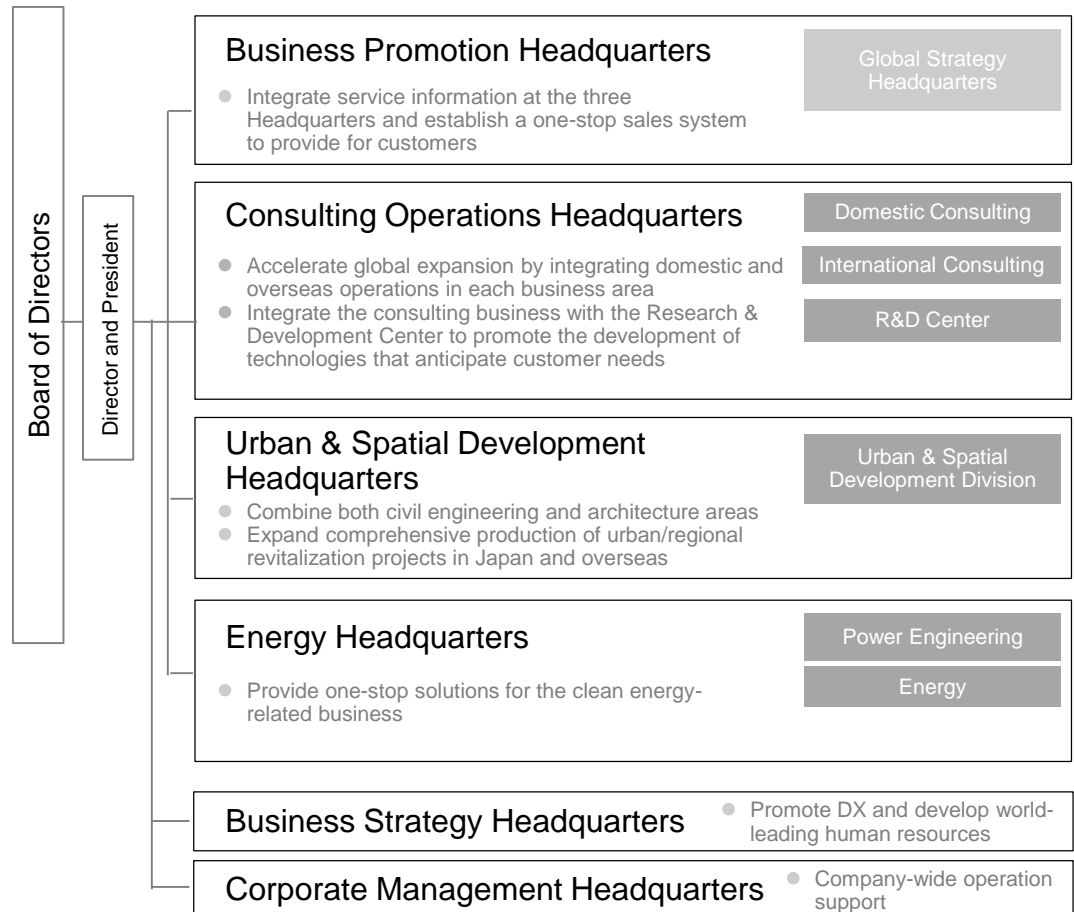 Board of Directors
Director and President
Business Promotion Headquarters
Integrate service information at the three
Headquarters and establish a one-stop sales system
to provide for customers
Global Strategy
Headquarters
Consulting Operations Headquarters
Accelerate global expansion by integrating domestic and
overseas operations in each business area
Integrate the consulting business with the Research &
Development Center to promote the development of
technologies that anticipate customer needs
Domestic Consulting
International Consulting
R&D Center
Urban & Spatial Development
Headquarters
Combine both civil engineering and architecture areas
Expand comprehensive production of urban/regional
revitalization projects in Japan and overseas
Urban & Spatial
Development Division
Energy Headquarters
Provide one-stop solutions for the clean energy-
related business
Power Engineering
Energy
Business Strategy Headquarters
Promote DX and develop world-
leading human resources
Corporate Management Headquarters
Company-wide operation
support